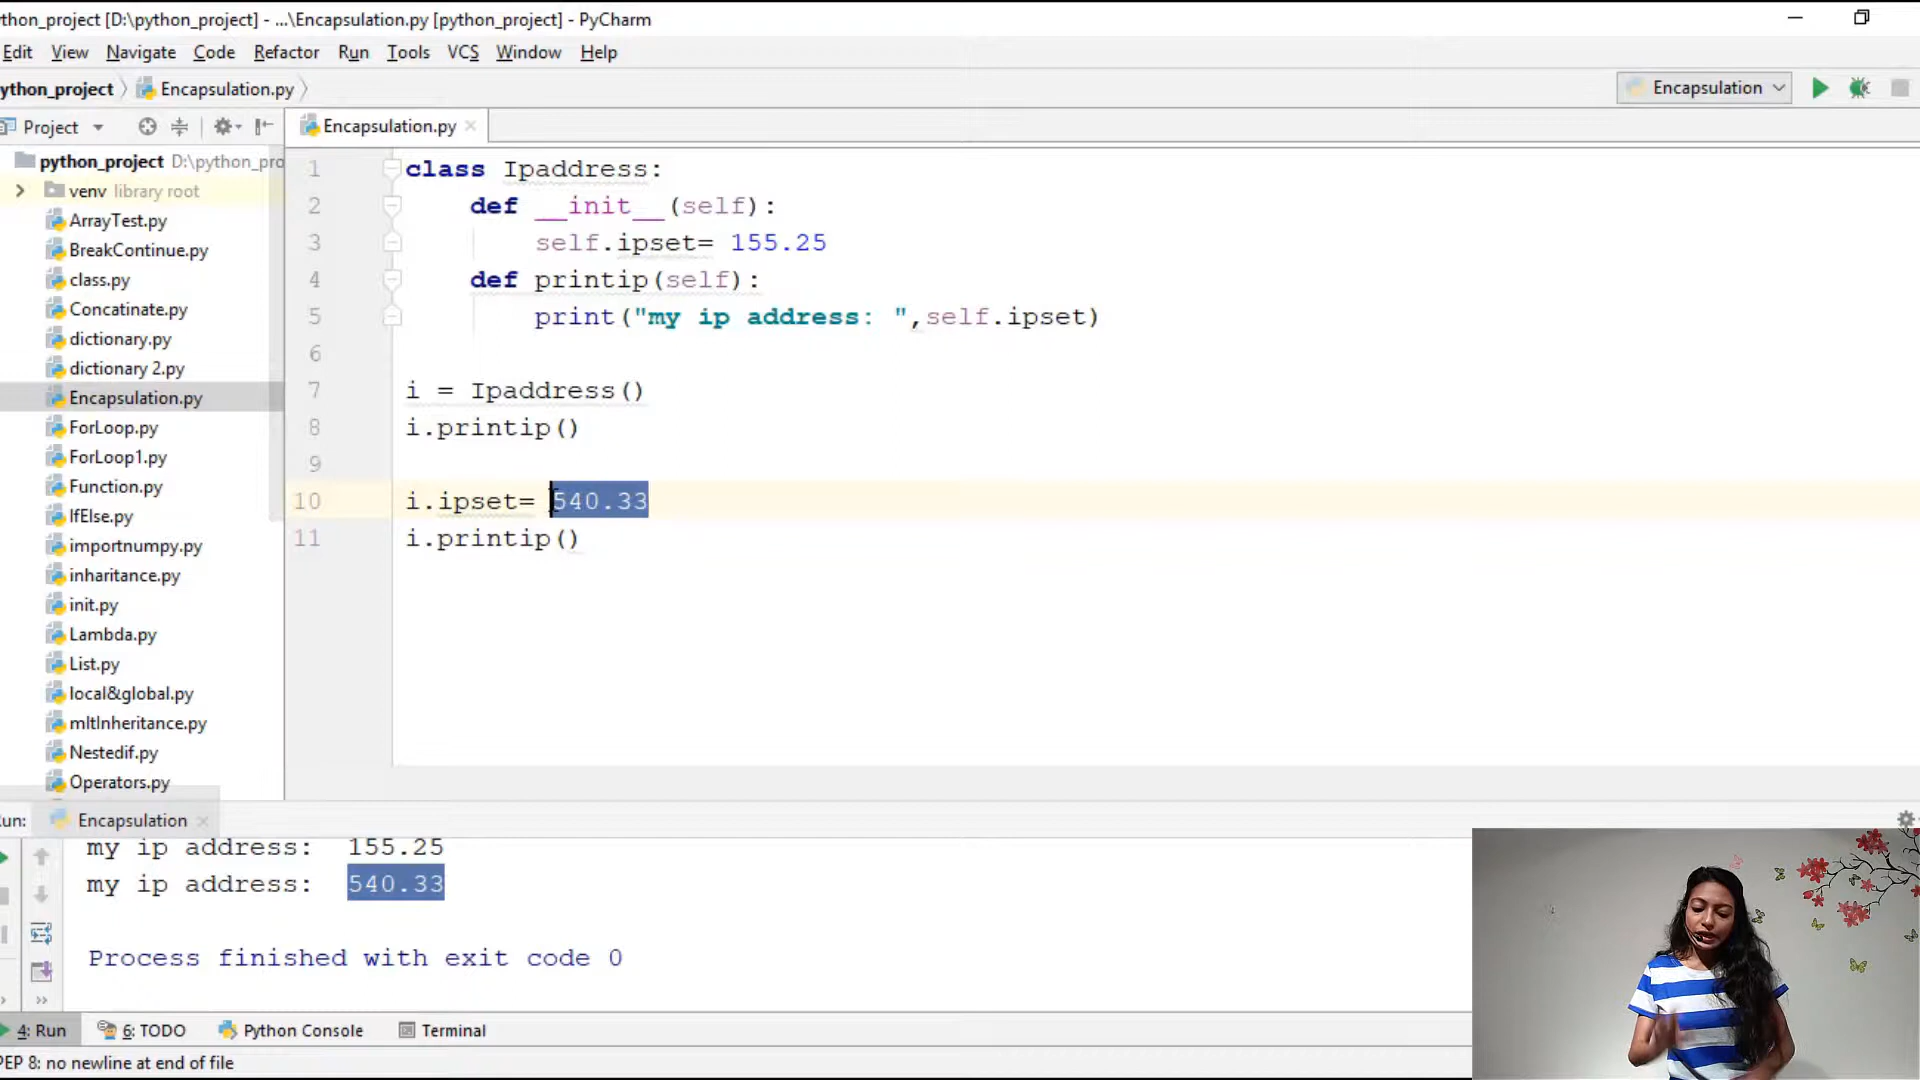 ython_project [D:\python_project] - ...\Encapsulation.py [python_project] - PyCharm
Edit View Navigate Code Refactor Run Tools VCS Window Help
ython_project Encapsulation.py Encapsulation
Project Encapsulation.py
python_project D:\python_pro
venv library root
ArrayTest.py
BreakContinue.py
class.py
Concatinate.py
dictionary.py
dictionary 2.py
Encapsulation.py
ForLoop.py
ForLoop1.py
Function.py
IfElse.py
importnumpy.py
inharitance.py
init.py
Lambda.py
List.py
local&global.py
mltInheritance.py
Nestedif.py
Operators.py
1 class Ipaddress:
2 def __init__(self):
3 self.ipset= 155.25
4 def printip(self):
5 print("my ip address: ",self.ipset)
6
7 i = Ipaddress()
8 i.printip()
9
10 i.ipset= 540.33
11 i.printip()
un: Encapsulation
my ip address: 155.25
my ip address: 540.33
Process finished with exit code 0
4: Run 6: TODO Python Console Terminal
PEP 8: no newline at end of file